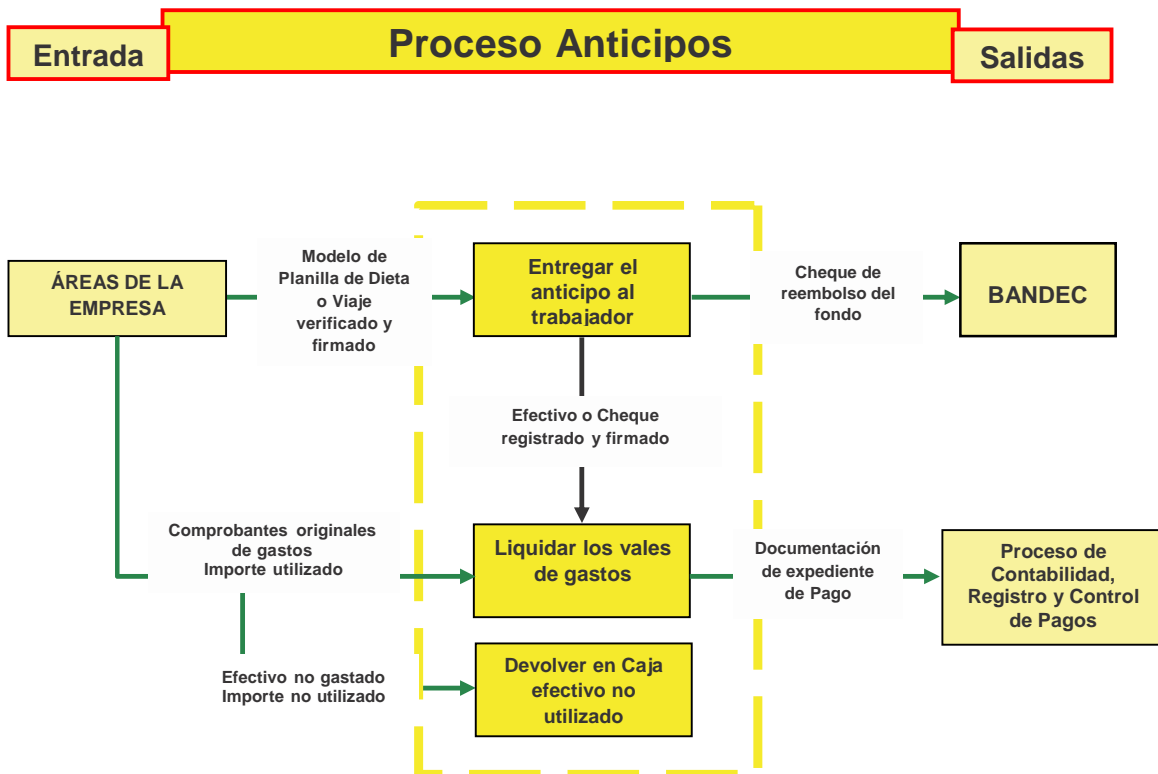 Entrada
Proceso Anticipos
Salidas
ÁREAS DE LA
EMPRESA
Modelo de
Planilla de Dieta
o Viaje
verificado y
firmado
Entregar el
anticipo al
trabajador
Cheque de
reembolso del
fondo
BANDEC
Efectivo o Cheque
registrado y firmado
Comprobantes originales
de gastos
Importe utilizado
Liquidar los vales
de gastos
Documentación
de expediente
de Pago
Proceso de
Contabilidad,
Registro y Control
de Pagos
Efectivo no gastado
Importe no utilizado
Devolver en Caja
efectivo no
utilizado